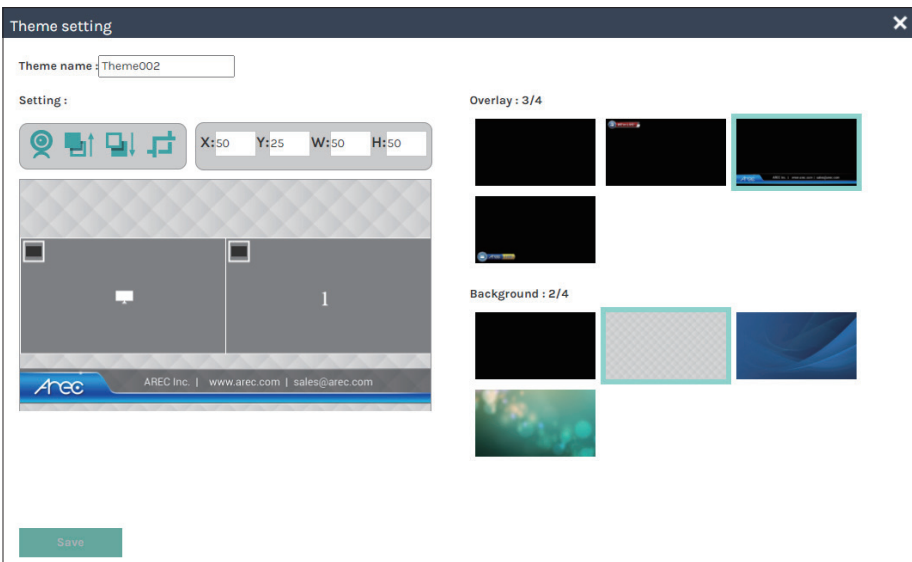 Theme setting
Theme name : Theme002
Setting :
X: 50 Y: 25 W: 50 H: 50
1
Arec
AREC Inc. | www.arec.com | sales@arec.com
Save
Overlay : 3/4
Arec
Background : 2/4